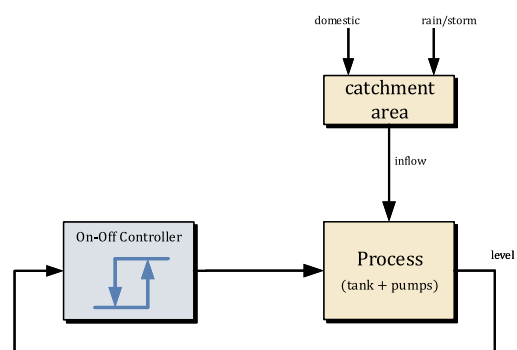 domestic
rain/storm
catchment
area
inflow
On-Off Controller
Process
(tank + pumps)
level